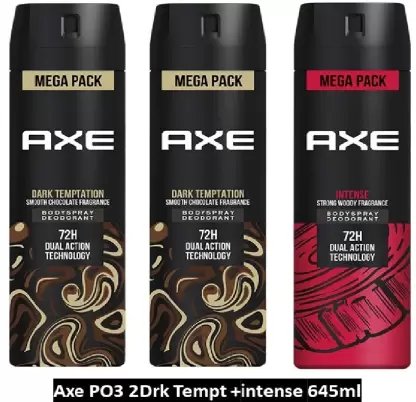 MEGA PACK
AXE
DARK TEMPTATION
SMOOTH CHOCOLATE FRAGRANCE
BODYSPRAY
DEODORANT
72H
DUAL ACTION
TECHNOLOGY
MEGA PACK
AXE
DARK TEMPTATION
SMOOTH CHOCOLATE FRAGRANCE
BODYSPRAY
DEODORANT
72H
DUAL ACTION
TECHNOLOGY
MEGA PACK
AXE
INTENSE
STRONG WOODY FRAGRANCE
BODYSPRAY
DEODORANT
72H
DUAL ACTION
TECHNOLOGY
Axe PO3 2Drk Tempt +intense 645ml